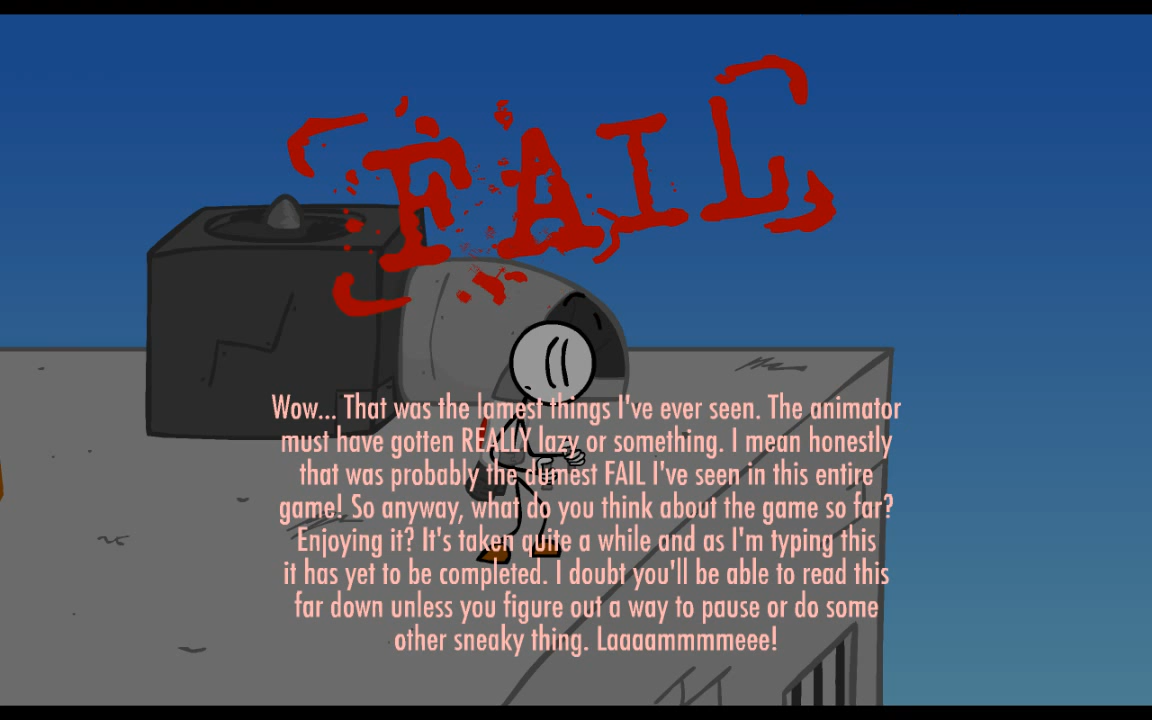 FAIL
Wow... That was the lamest things I've ever seen. The animator
must have gotten REALLY lazy or something. I mean honestly
that was probably the dumest FAIL I've seen in this entire
game! So anyway, what do you think about the game so far?
Enjoying it? It's taken quite a while and as I'm typing this
it has yet to be completed. I doubt you'll be able to read this
far down unless you figure out a way to pause or do some
other sneaky thing. Laaaammmmeee!